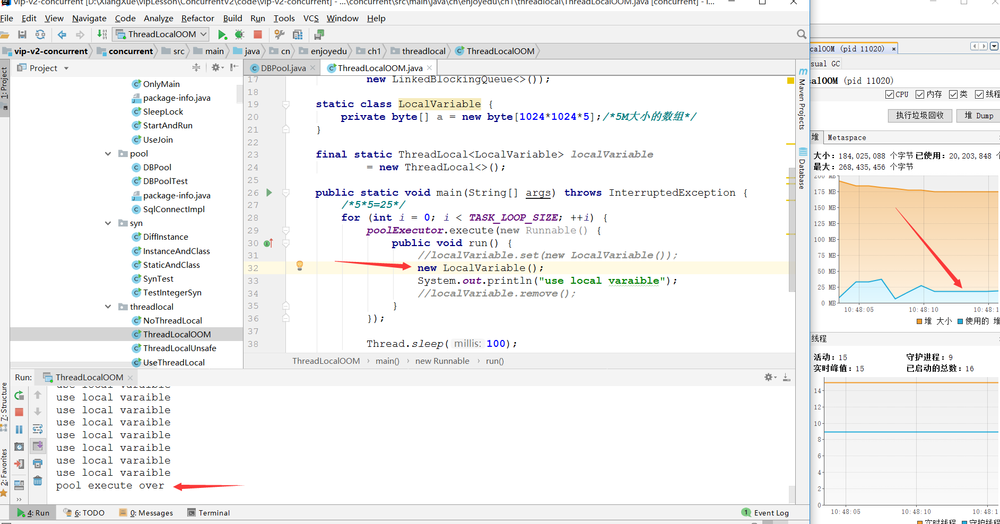 vip-v2-concurrent [D:\XiangXue\VipLesson\ConcurrentV2\code\vip-v2-concurrent] - ...\concurrent\src\main\java\cn\enjoyedu\ch1\threadlocal\ThreadLocalOOM.java [concurrent] - I...
File Edit View Navigate Code Analyze Refactor Build Run Tools VCS Window Help
ThreadLocalOOM
vip-v2-concurrent concurrent src main java cn enjoyedu ch1 threadlocal ThreadLocalOOM
Project
DBPool.java
ThreadLocalOOM.java
1: Project
7: Structure
2: Favorites
OnlyMain
package-info.java
SleepLock
StartAndRun
UseJoin
pool
DBPool
DBPoolTest
package-info.java
SqlConnectImpl
syn
DiffInstance
InstanceAndClass
StaticAndClass
SynTest
TestIntegerSyn
threadlocal
NoThreadLocal
ThreadLocalOOM
ThreadLocalUnsafe
UseThreadLocal
17 new LinkedBlockingQueue<>());
18
19 static class LocalVariable {
20 private byte[] a = new byte[1024*1024*5];/*5M大小的数组*/
21 }
22
23 final static ThreadLocal<LocalVariable> localVariable
24 = new ThreadLocal<>();
25
26 public static void main(String[] args) throws InterruptedException {
27 /*5*5=25*/
28 for (int i = 0; i < TASK_LOOP_SIZE; ++i) {
29 poolExecutor.execute(new Runnable() {
30 public void run() {
31 //localVariable.set(new LocalVariable());
32 new LocalVariable();
33 System.out.println("use local varaible");
34 //localVariable.remove();
35 }
36 });
37
38 Thread.sleep( millis: 100);
ThreadLocalOOM › main() › new Runnable › run()
Maven Projects
Database
Run: ThreadLocalOOM
use local varaible
use local varaible
use local varaible
use local varaible
use local varaible
use local varaible
use local varaible
use local varaible
pool execute over
4: Run 6: TODO 0: Messages Terminal
1 Event Log
calOOM (pid 11020)
sual GC
alOOM (pid 11020)
CPU 内存 类 线程
执行垃圾回收 堆 Dump
堆 Metaspace
大小: 184,025,088 个字节 已使用: 20,203,848 个
最大: 268,435,456 个字节
200 MB
175 MB
150 MB
125 MB
100 MB
75 MB
50 MB
25 MB
0 MB
10:48:05 10:48:10 10:48:1
堆 大小 使用的 堆
线程
活动: 15 守护进程: 9
实时峰值: 15 已启动的总数: 16
14
12
10
8
6
4
2
0
10:48:05 10:48:10 10:48:1
实时线程 守护线程